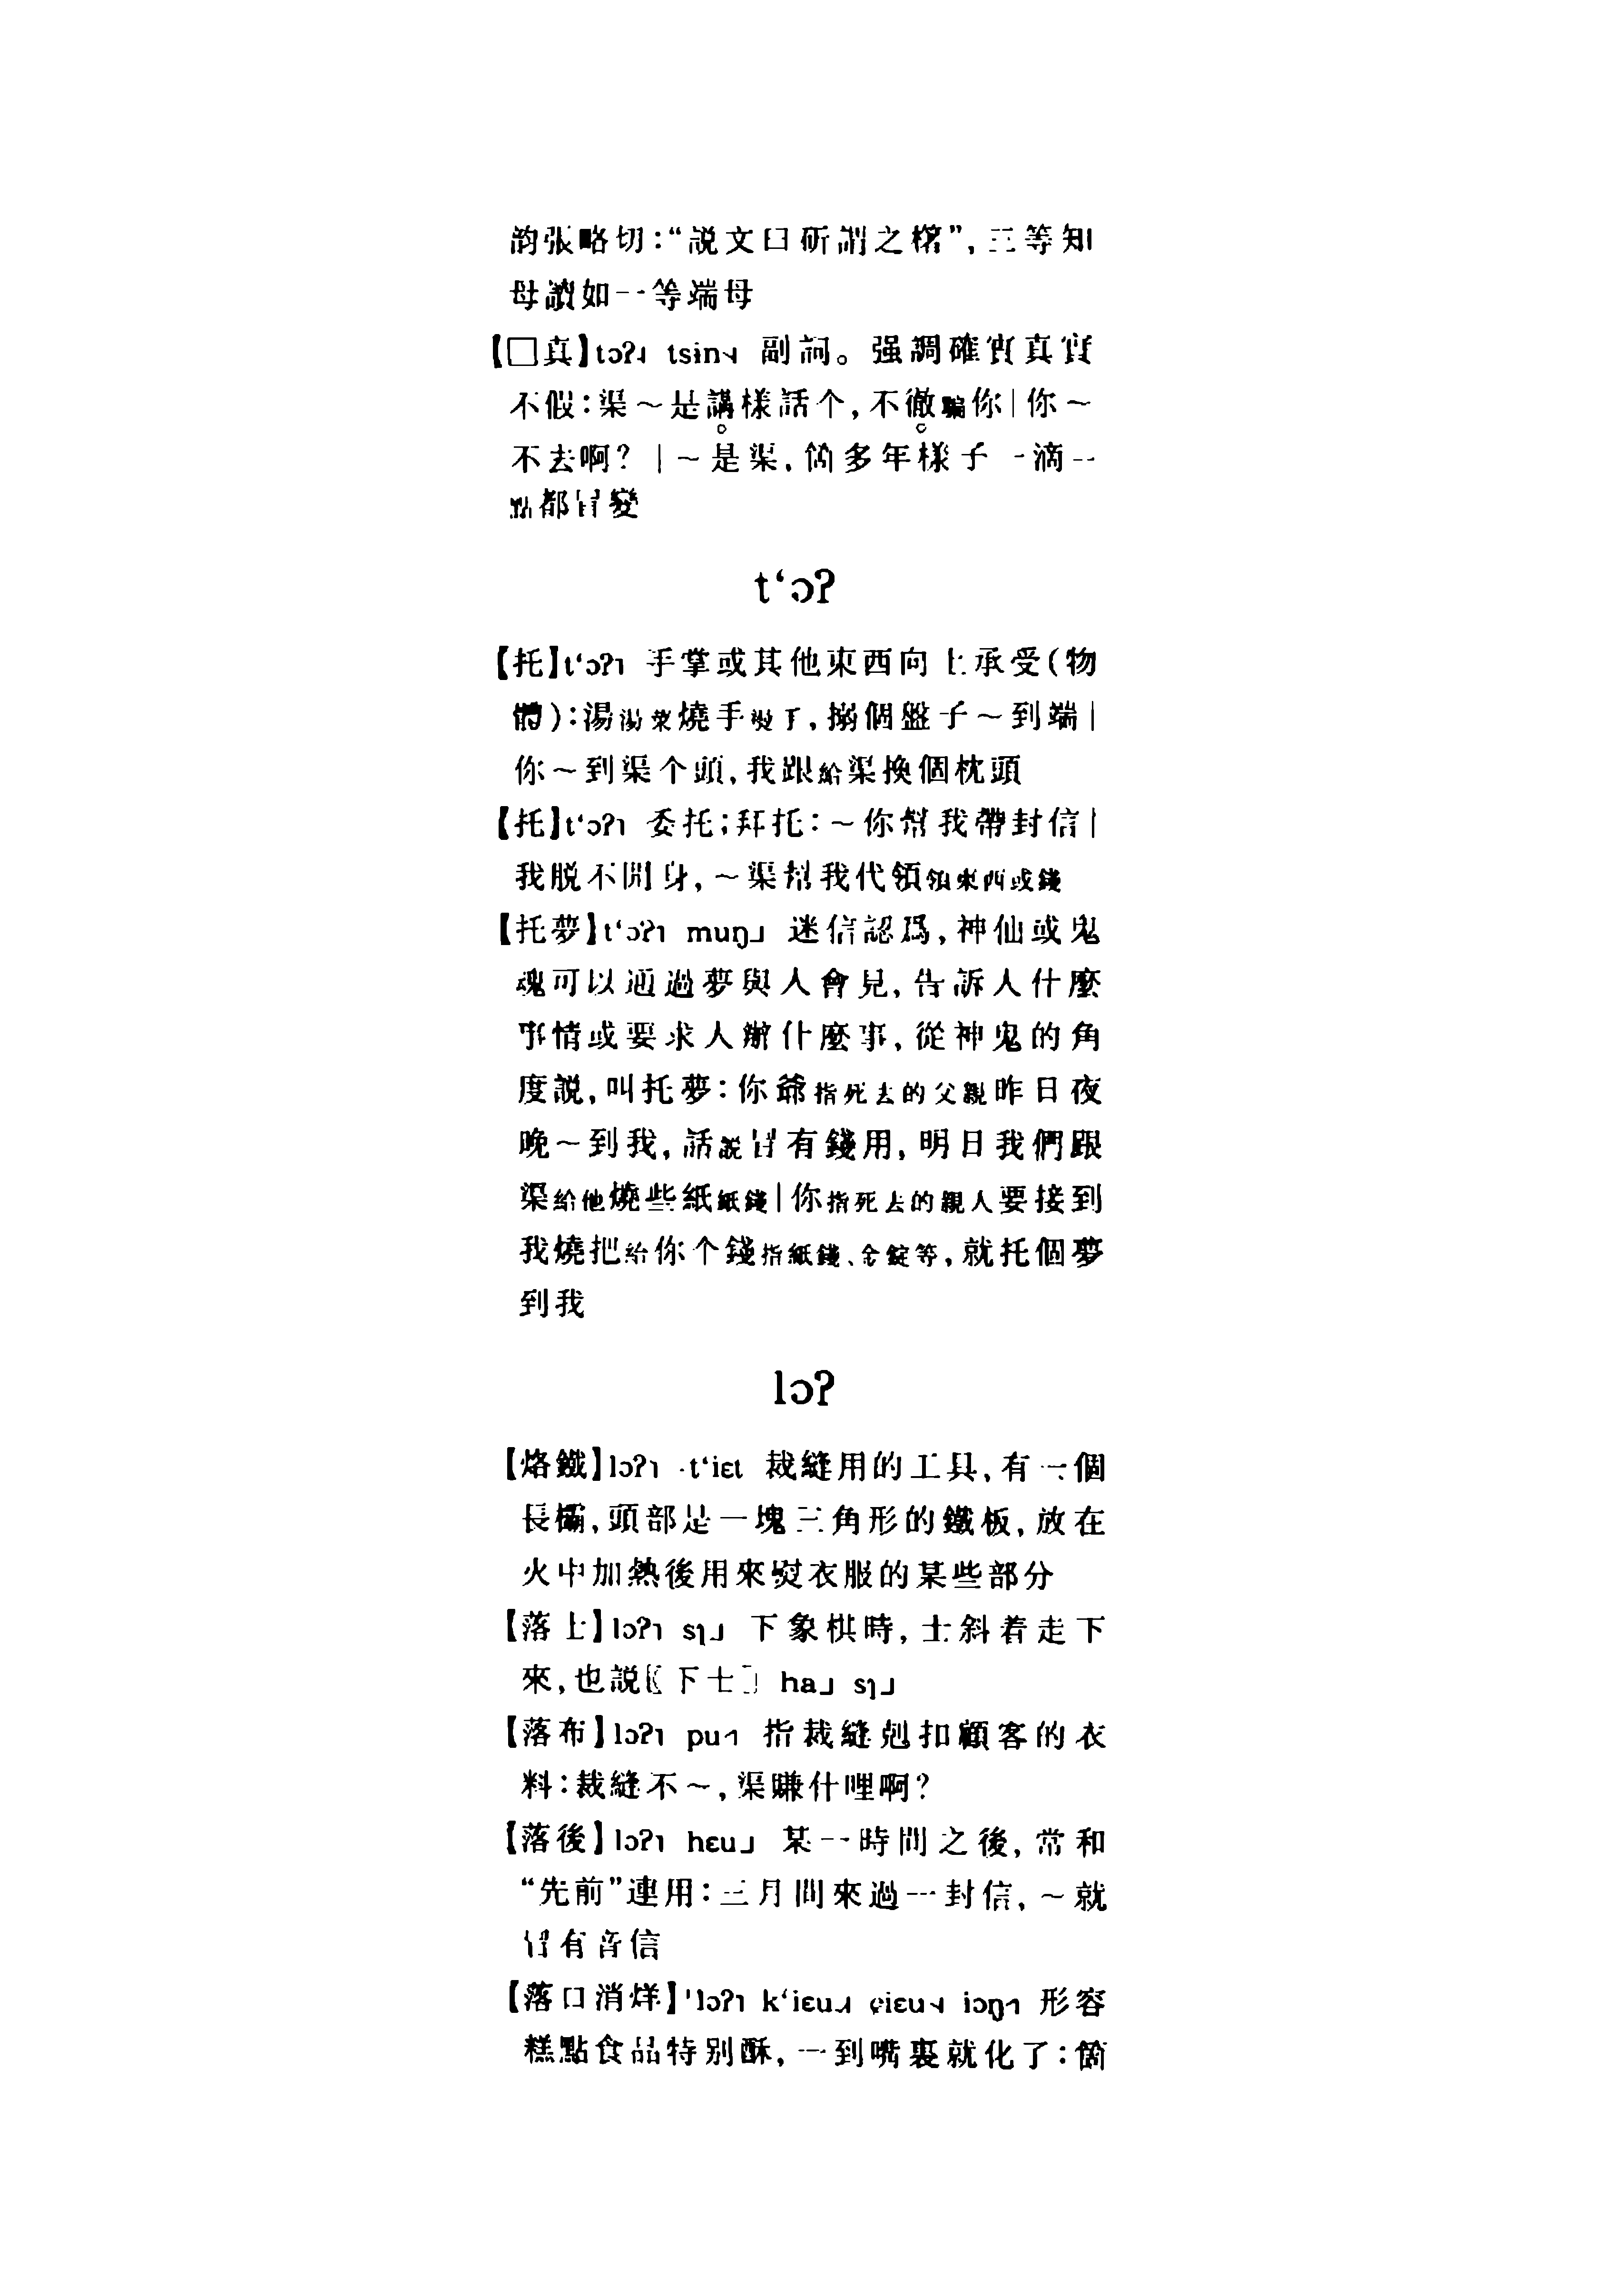 韵張略切：“説文曰斫謂之櫡”，三等知
母讀如一等端母
【□真】tɔʔ˩ tsin˧ 副詞。强調確實真實
不假：渠～是講樣話个，不徹騙你｜你～
不去啊？｜～是渠，箇多年樣子一滴一
點都冒變
t‘ɔʔ
【托】t‘ɔʔ˥ 手掌或其他東西向上承受（物
體）：湯湯菜燒手燙手，搦個盤子～到端｜
你～到渠个頭，我跟給渠换個枕頭
【托】t‘ɔʔ˥ 委托；拜托：～你幫我帶封信｜
我脱不開身，～渠幫我代領領東西或錢
【托夢】t‘ɔʔ˥ muŋ˩ 迷信認爲，神仙或鬼
魂可以通過夢與人會見，告訴人什麽
事情或要求人辦什麽事，從神鬼的角
度説，叫托夢：你爺指死去的父親昨日夜
晚～到我，話説冒有錢用，明日我們跟
渠給他燒些紙紙錢｜你指死去的親人要接到
我燒把給你个錢指紙錢、金錠等，就托個夢
到我
lɔʔ
【烙鐵】lɔʔ˥ ·t‘iɛt 裁縫用的工具，有一個
長欛，頭部是一塊三角形的鐵板，放在
火中加熱後用來熨衣服的某些部分
【落士】lɔʔ˥ sɿ˩ 下象棋時，士斜着走下
來，也説〖下士〗 ha˩ sɿ˩
【落布】lɔʔ˥ pu˧ 指裁縫剋扣顧客的衣
料：裁縫不～，渠賺什哩啊？
【落後】lɔʔ˥ hɛu˩ 某一時間之後，常和
“先前”連用：三月間來過一封信，～就
冒有音信
【落口消烊】lɔʔ˥ k‘iɛu˩ ɕiɛu˧ iɔŋ˧ 形容
糕點食品特别酥，一到嘴裏就化了：箇